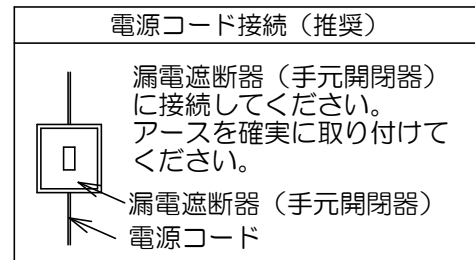 電源コード接続（推奨）
漏電遮断器（手元開閉器）
に接続してください。
アースを確実に取り付けて
ください。
漏電遮断器（手元開閉器）
電源コード